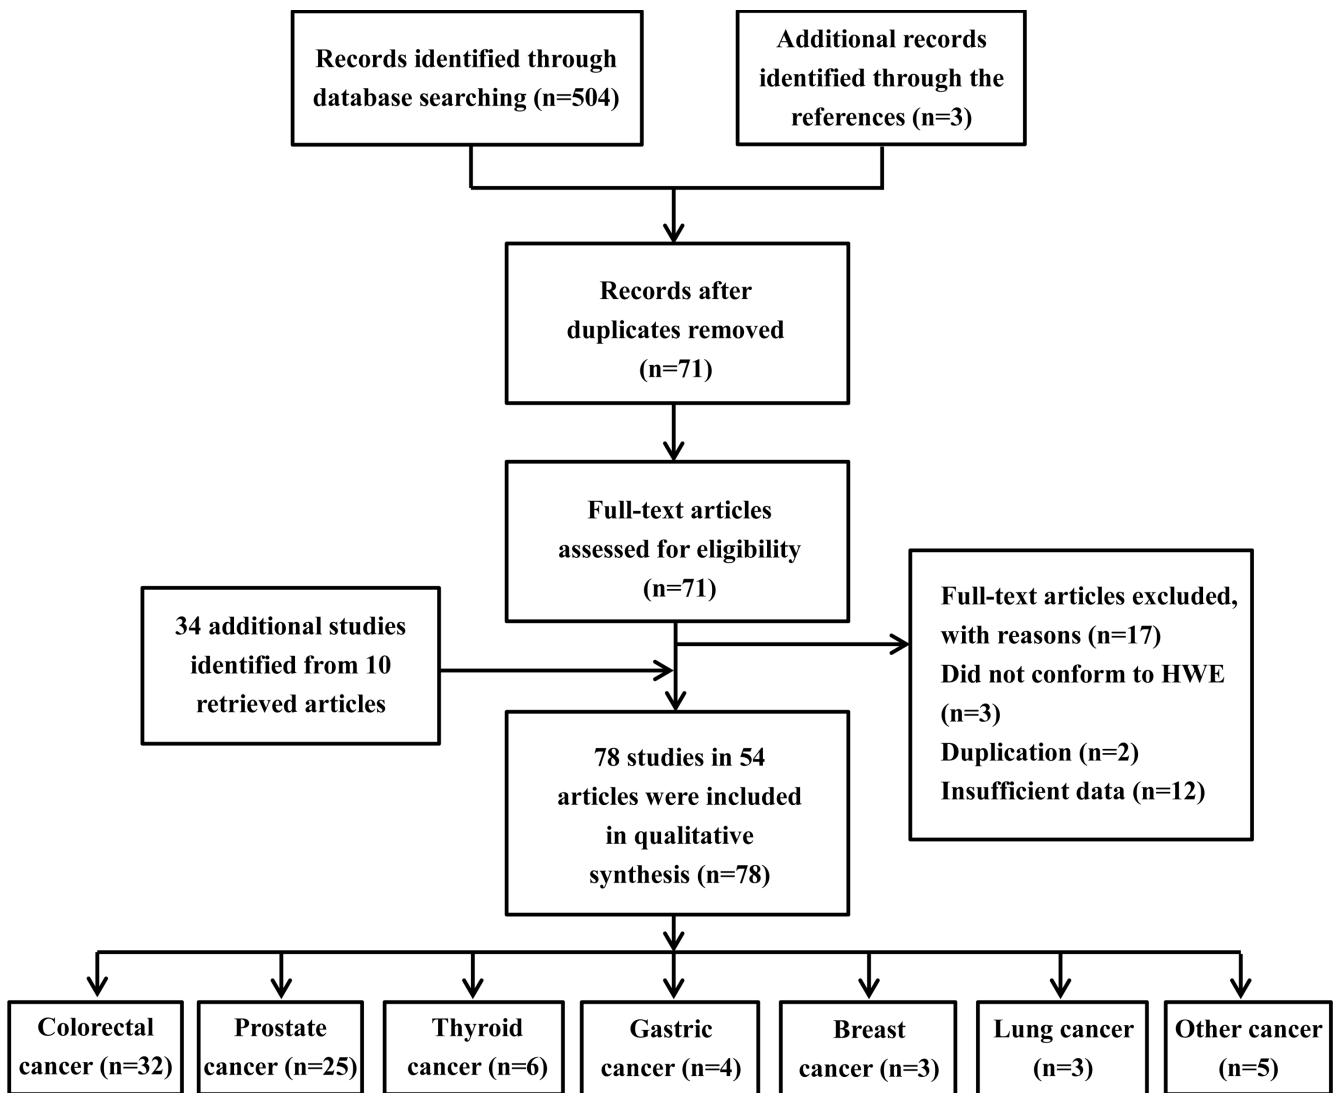 Records identified through
database searching (n=504)
Additional records
identified through the
references (n=3)
Records after
duplicates removed
(n=71)
Full-text articles
assessed for eligibility
(n=71)
34 additional studies
identified from 10
retrieved articles
Full-text articles excluded,
with reasons (n=17)
Did not conform to HWE
(n=3)
Duplication (n=2)
Insufficient data (n=12)
78 studies in 54
articles were included
in qualitative
synthesis (n=78)
Colorectal
cancer (n=32)
Prostate
cancer (n=25)
Thyroid
cancer (n=6)
Gastric
cancer (n=4)
Breast
cancer (n=3)
Lung cancer
(n=3)
Other cancer
(n=5)